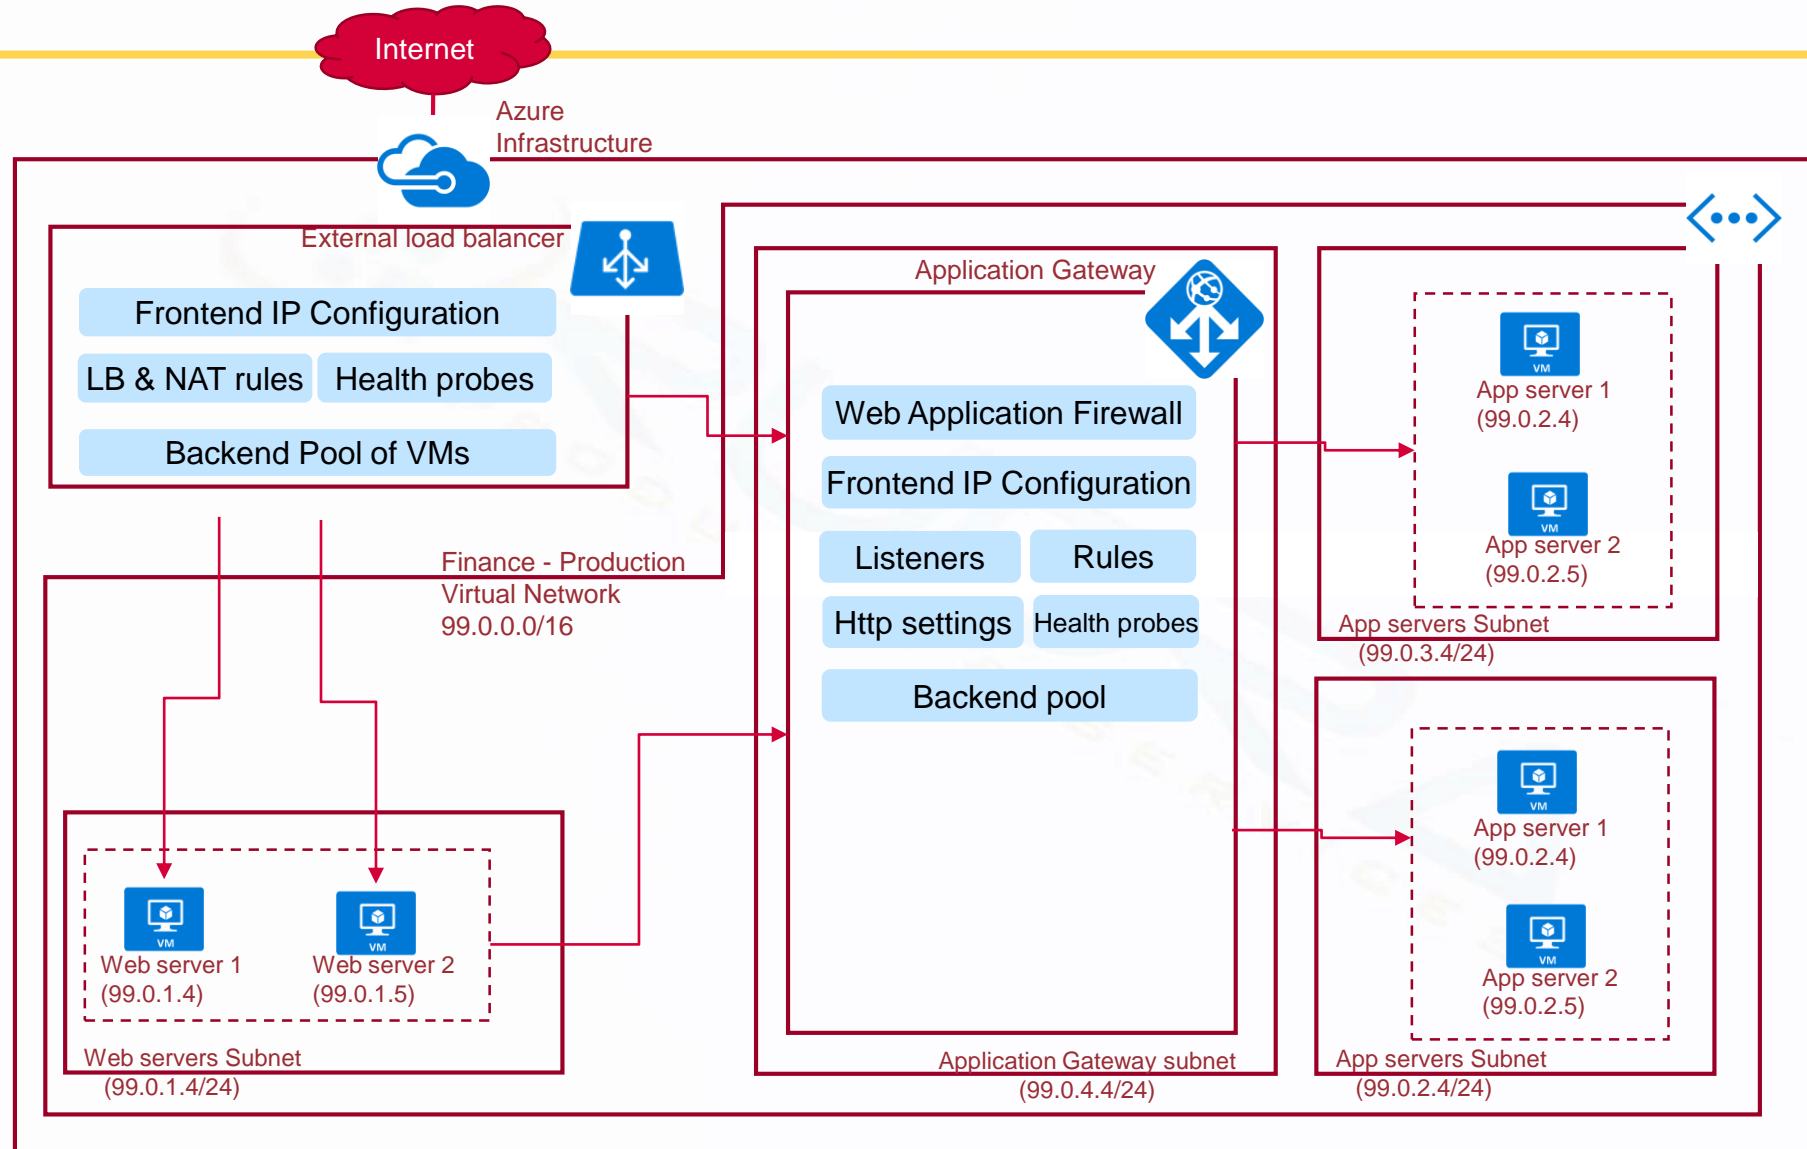 Internet
Azure
Infrastructure
External load balancer
Frontend IP Configuration
LB & NAT rules
Health probes
Backend Pool of VMs
Finance - Production
Virtual Network
99.0.0.0/16
Application Gateway
Web Application Firewall
Frontend IP Configuration
Listeners
Rules
Http settings
Health probes
Backend pool
VM
App server 1
(99.0.2.4)
VM
App server 2
(99.0.2.5)
App servers Subnet
(99.0.3.4/24)
VM
App server 1
(99.0.2.4)
VM
App server 2
(99.0.2.5)
App servers Subnet
(99.0.2.4/24)
VM
Web server 1
(99.0.1.4)
VM
Web server 2
(99.0.1.5)
Web servers Subnet
(99.0.1.4/24)
Application Gateway subnet
(99.0.4.4/24)